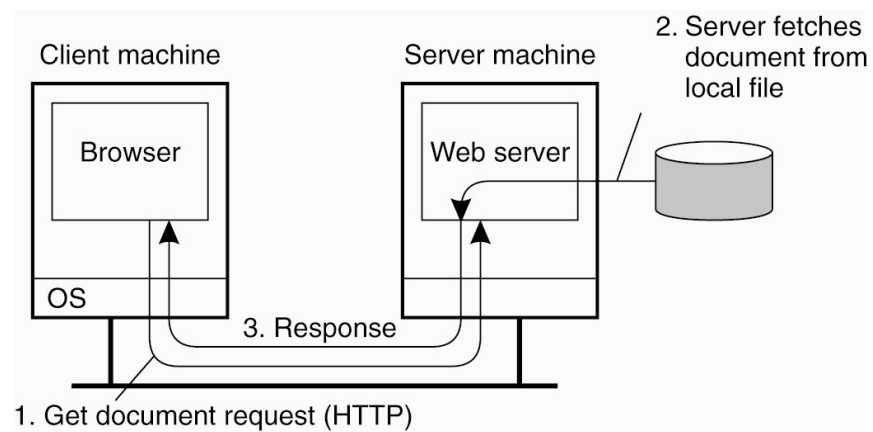 2. Server fetches
document from
local file
Client machine
Server machine
Browser
Web server
OS
3. Response
1. Get document request (HTTP)